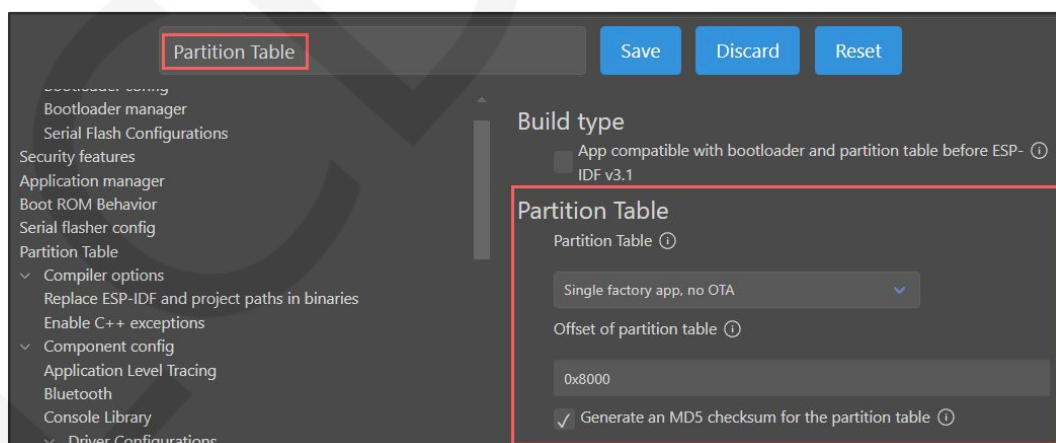 Partition Table
Save
Discard
Reset
Bootloader config
Bootloader manager
Serial Flash Configurations
Security features
Application manager
Boot ROM Behavior
Serial flasher config
Partition Table
Compiler options
Replace ESP-IDF and project paths in binaries
Enable C++ exceptions
Component config
Application Level Tracing
Bluetooth
Console Library
Driver Configurations
Build type
App compatible with bootloader and partition table before ESP-
IDF v3.1
Partition Table
Partition Table
Single factory app, no OTA
Offset of partition table
0x8000
Generate an MD5 checksum for the partition table